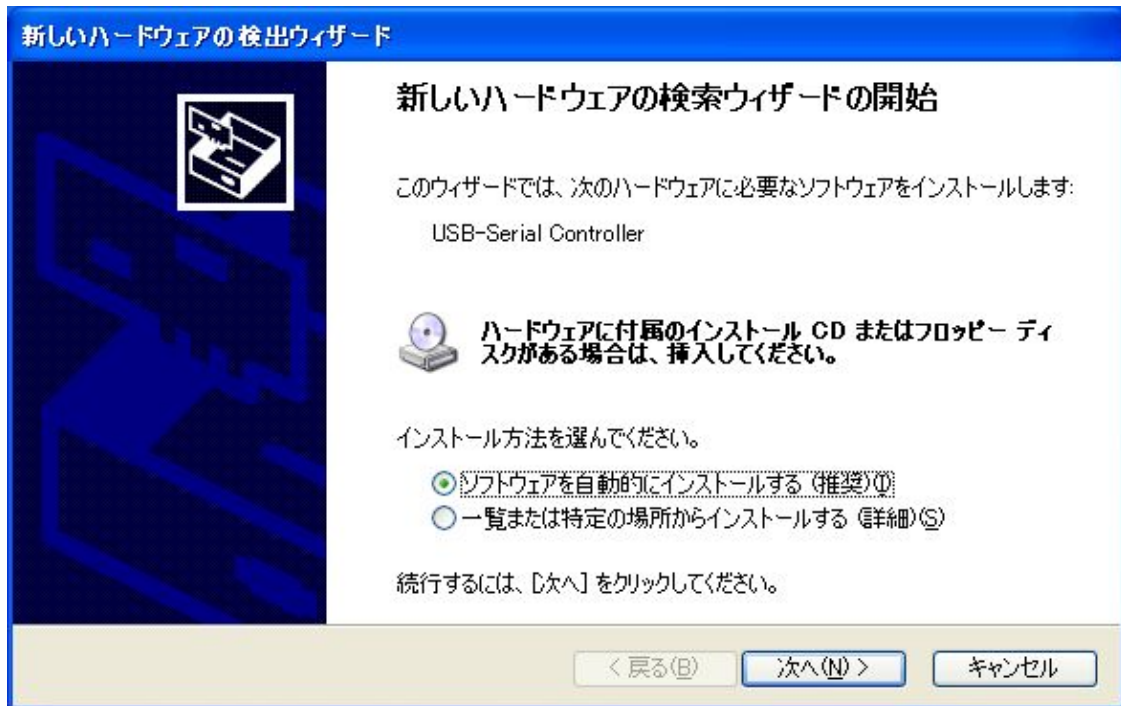 新しいハードウェアの検出ウィザード
新しいハードウェアの検索ウィザードの開始
このウィザードでは、次のハードウェアに必要なソフトウェアをインストールします:
USB-Serial Controller
ハードウェアに付属のインストール CD またはフロッピー ディ
スクがある場合は、挿入してください。
インストール方法を選んでください。
ソフトウェアを自動的にインストールする (推奨)(I)
一覧または特定の場所からインストールする (詳細)(S)
続行するには、[次へ] をクリックしてください。
< 戻る(B) 次へ(N) > キャンセル